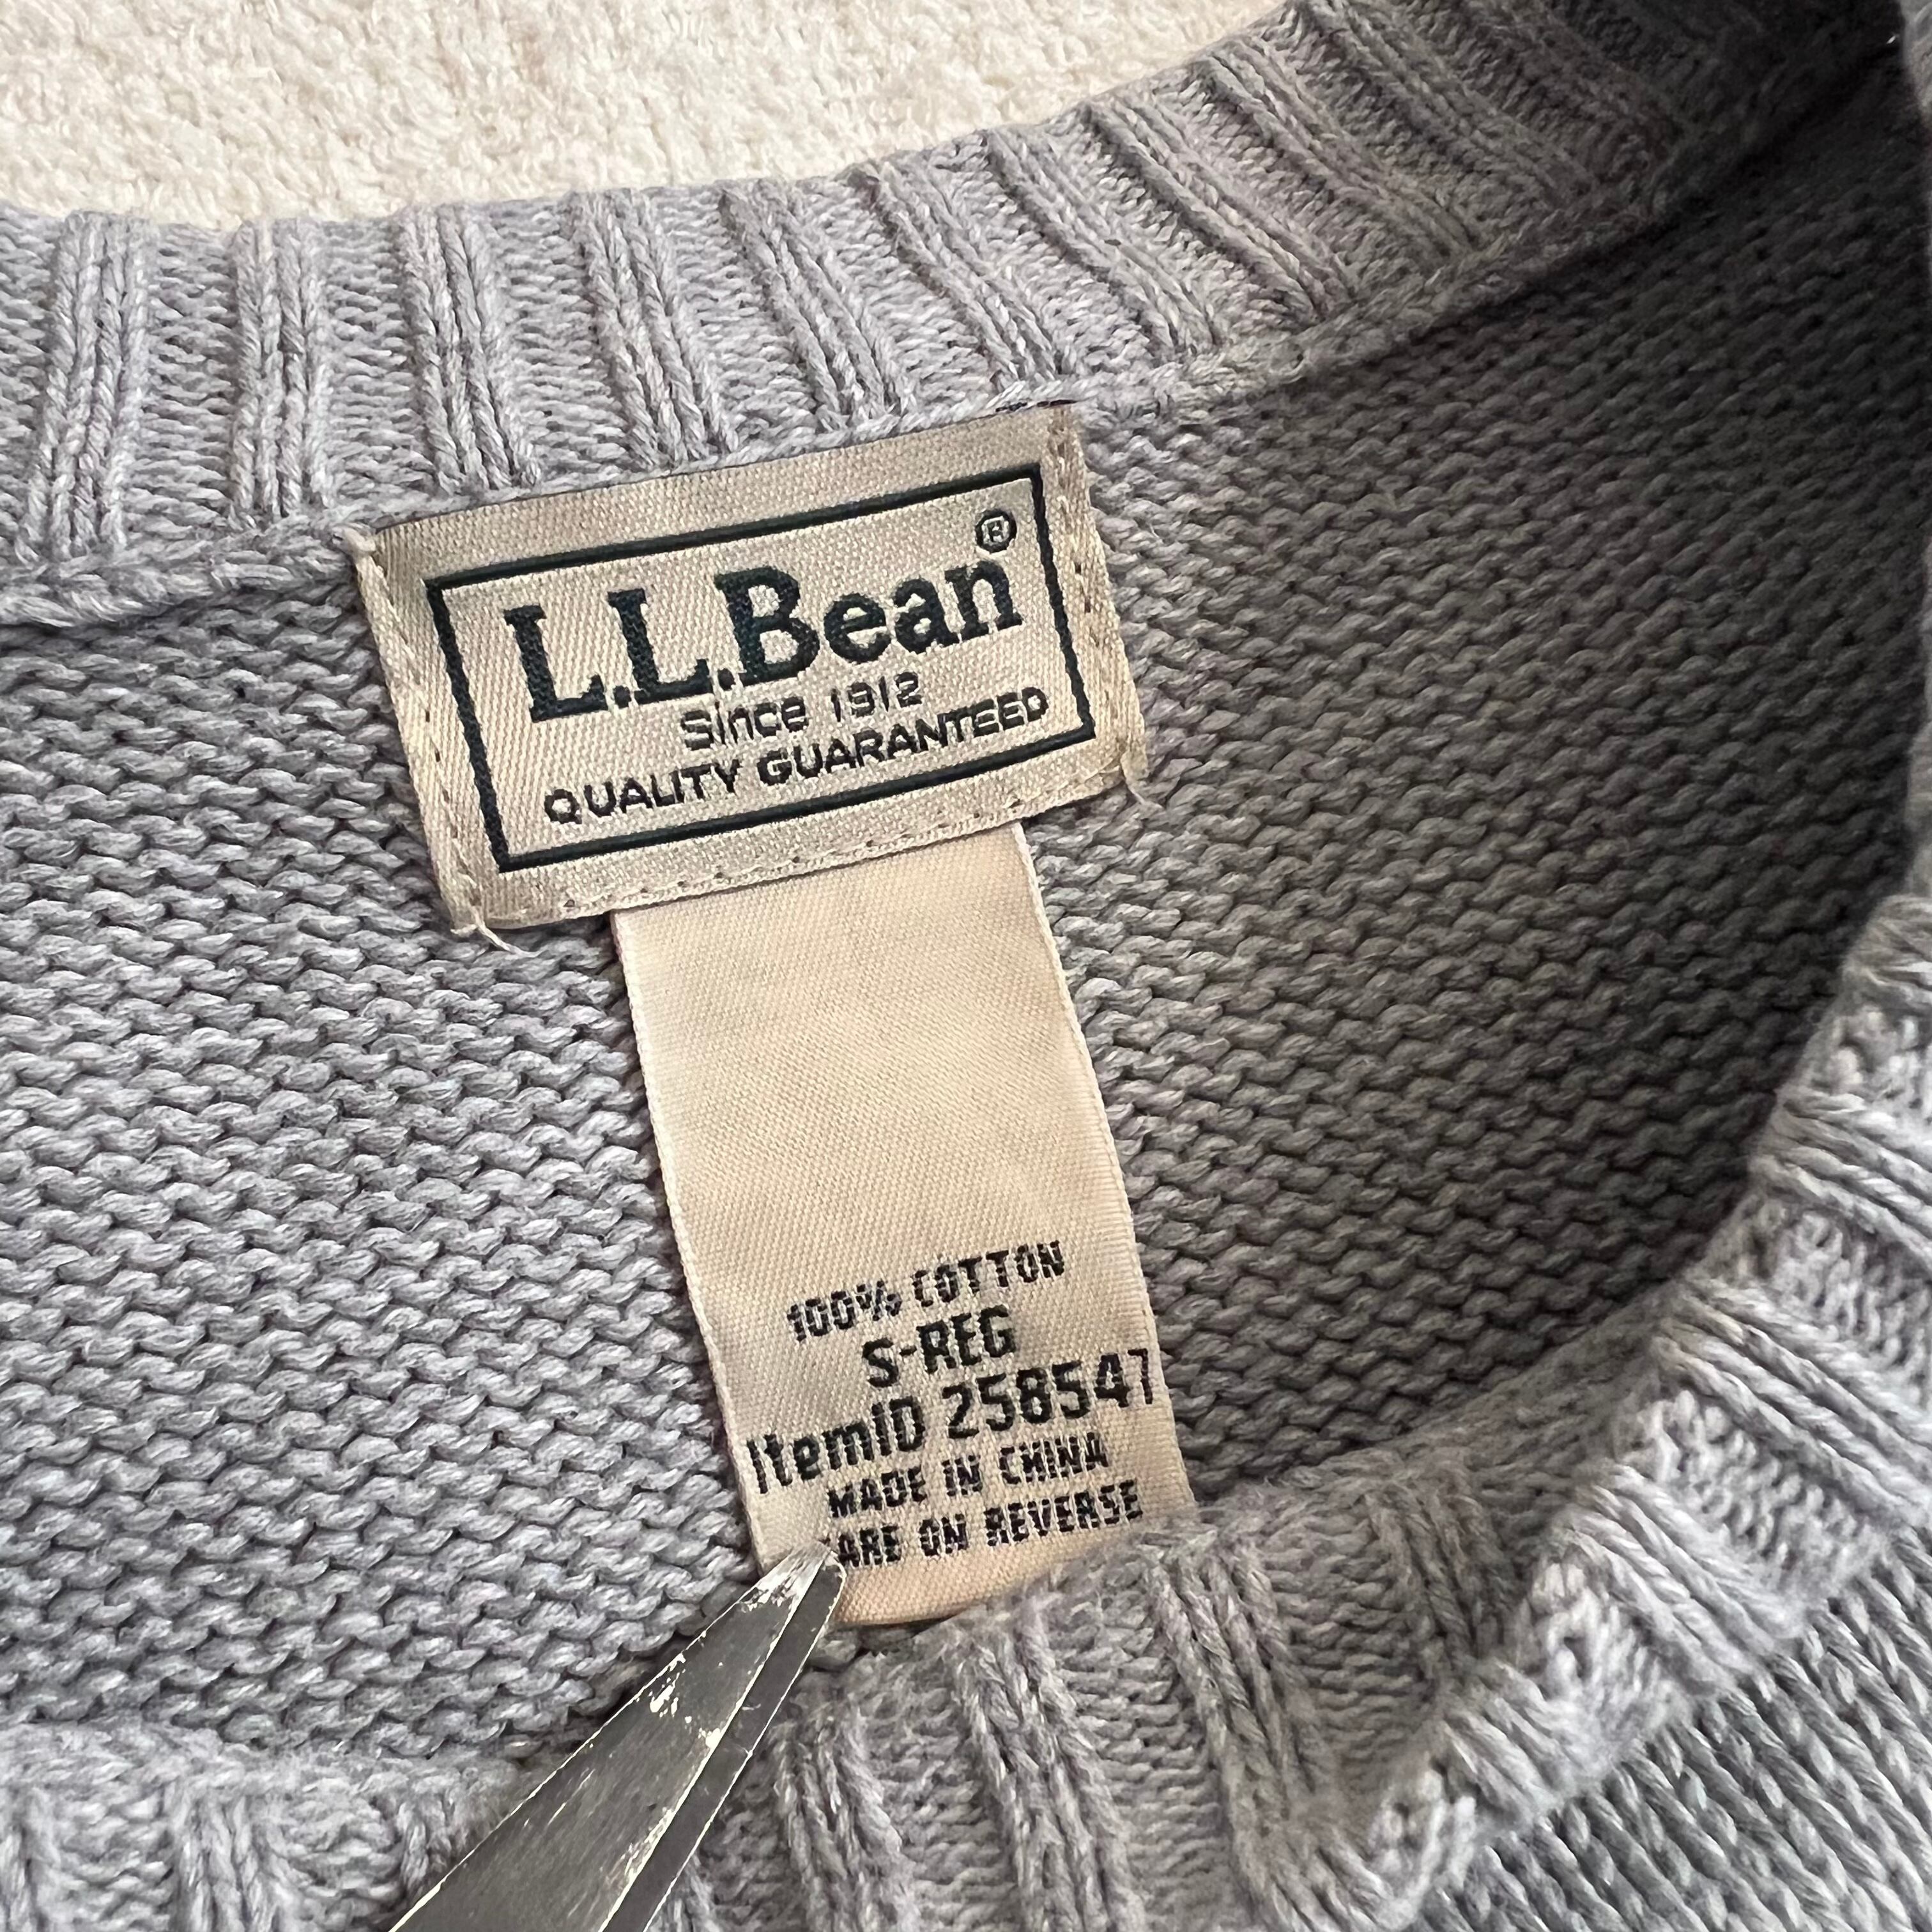 L.L.Bean®
Since 1912
QUALITY GUARANTEED
100% COTTON
S-REG
ItemID 258547
MADE IN CHINA
ARE ON REVERSE